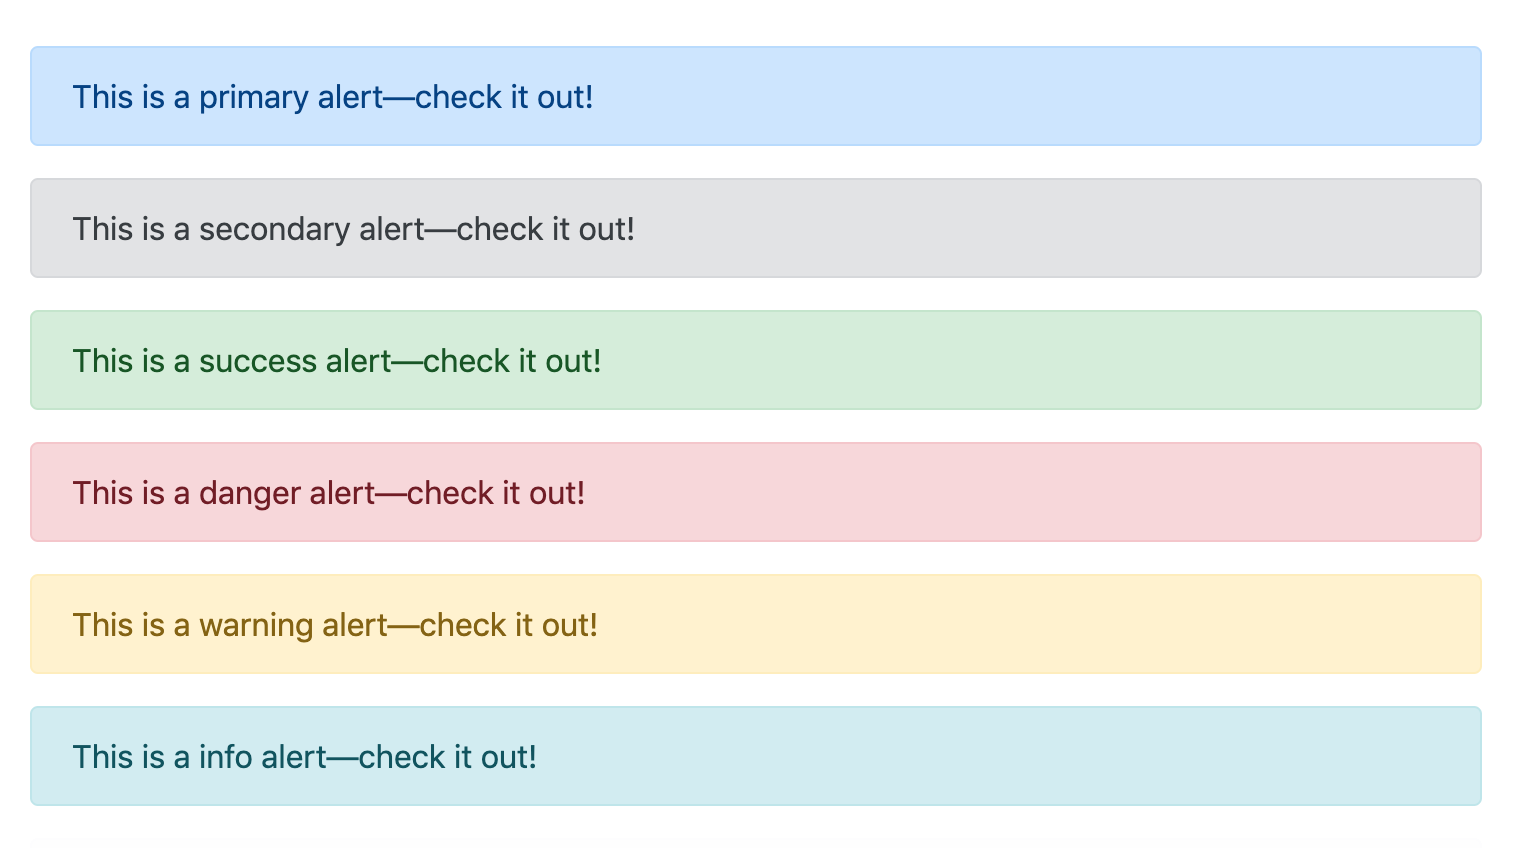 This is a primary alert—check it out!
This is a secondary alert—check it out!
This is a success alert—check it out!
This is a danger alert—check it out!
This is a warning alert—check it out!
This is a info alert—check it out!